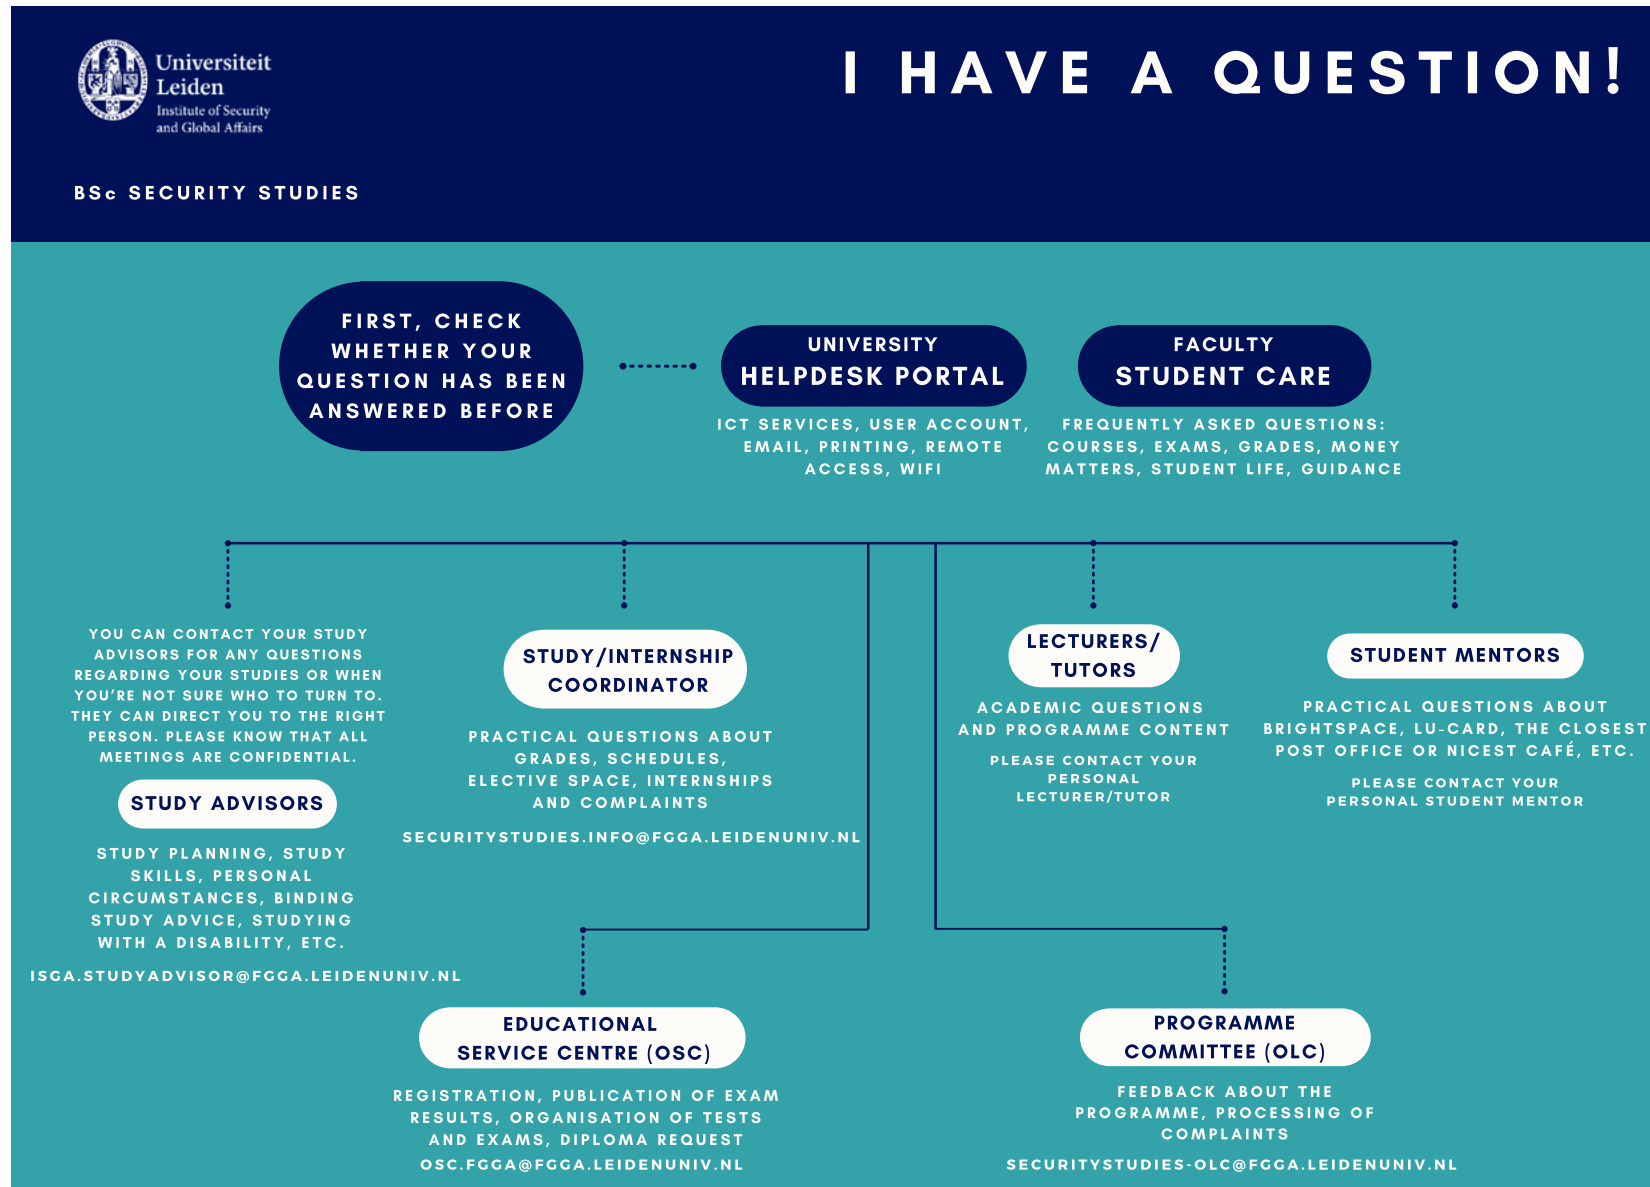 Universiteit
Leiden
Institute of Security
and Global Affairs
I HAVE A QUESTION!
BSc SECURITY STUDIES
FIRST, CHECK
WHETHER YOUR
QUESTION HAS BEEN
ANSWERED BEFORE
UNIVERSITY
HELPDESK PORTAL
ICT SERVICES, USER ACCOUNT,
EMAIL, PRINTING, REMOTE
ACCESS, WIFI
FACULTY
STUDENT CARE
FREQUENTLY ASKED QUESTIONS:
COURSES, EXAMS, GRADES, MONEY
MATTERS, STUDENT LIFE, GUIDANCE
YOU CAN CONTACT YOUR STUDY
ADVISORS FOR ANY QUESTIONS
REGARDING YOUR STUDIES OR WHEN
YOU'RE NOT SURE WHO TO TURN TO.
THEY CAN DIRECT YOU TO THE RIGHT
PERSON. PLEASE KNOW THAT ALL
MEETINGS ARE CONFIDENTIAL.
STUDY ADVISORS
STUDY PLANNING, STUDY
SKILLS, PERSONAL
CIRCUMSTANCES, BINDING
STUDY ADVICE, STUDYING
WITH A DISABILITY, ETC.
ISGA.STUDYADVISOR@FGGA.LEIDENUNIV.NL
STUDY/INTERNSHIP
COORDINATOR
PRACTICAL QUESTIONS ABOUT
GRADES, SCHEDULES,
ELECTIVE SPACE, INTERNSHIPS
AND COMPLAINTS
SECURITYSTUDIES.INFO@FGGA.LEIDENUNIV.NL
LECTURERS/
TUTORS
ACADEMIC QUESTIONS
AND PROGRAMME CONTENT
PLEASE CONTACT YOUR
PERSONAL
LECTURER/TUTOR
STUDENT MENTORS
PRACTICAL QUESTIONS ABOUT
BRIGHTSPACE, LU-CARD, THE CLOSEST
POST OFFICE OR NICEST CAFÉ, ETC.
PLEASE CONTACT YOUR
PERSONAL STUDENT MENTOR
EDUCATIONAL
SERVICE CENTRE (OSC)
REGISTRATION, PUBLICATION OF EXAM
RESULTS, ORGANISATION OF TESTS
AND EXAMS, DIPLOMA REQUEST
OSC.FGGA@FGGA.LEIDENUNIV.NL
PROGRAMME
COMMITTEE (OLC)
FEEDBACK ABOUT THE
PROGRAMME, PROCESSING OF
COMPLAINTS
SECURITYSTUDIES-OLC@FGGA.LEIDENUNIV.NL